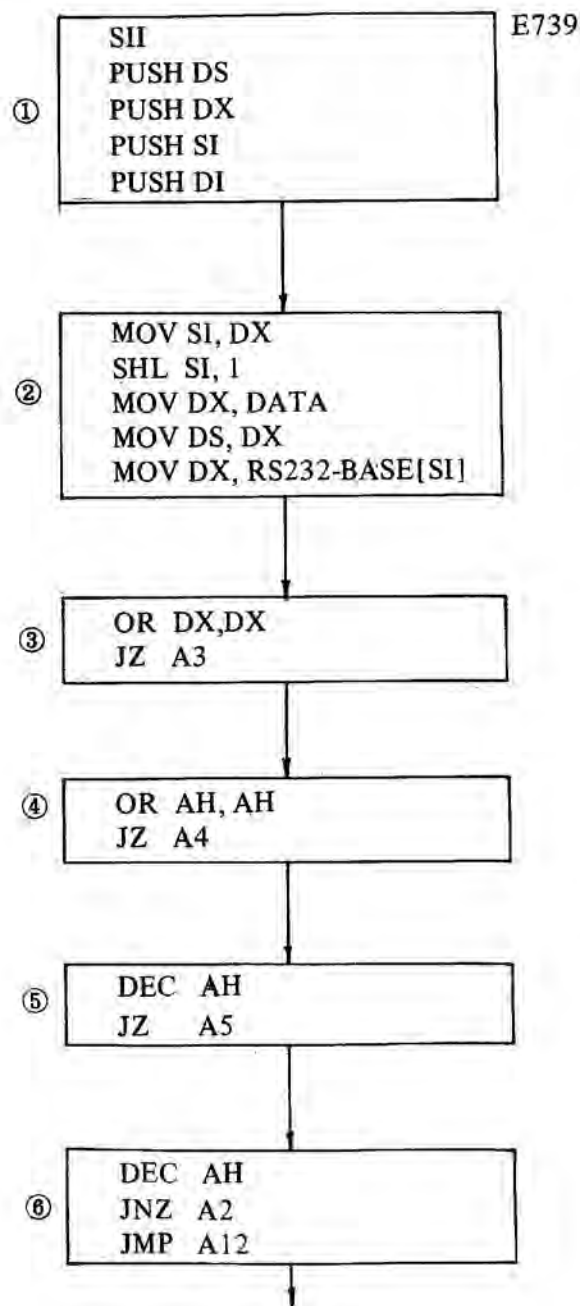 E739
①
SII
PUSH DS
PUSH DX
PUSH SI
PUSH DI
②
MOV SI, DX
SHL SI, 1
MOV DX, DATA
MOV DS, DX
MOV DX, RS232-BASE[SI]
③
OR DX,DX
JZ A3
④
OR AH, AH
JZ A4
⑤
DEC AH
JZ A5
⑥
DEC AH
JNZ A2
JMP A12